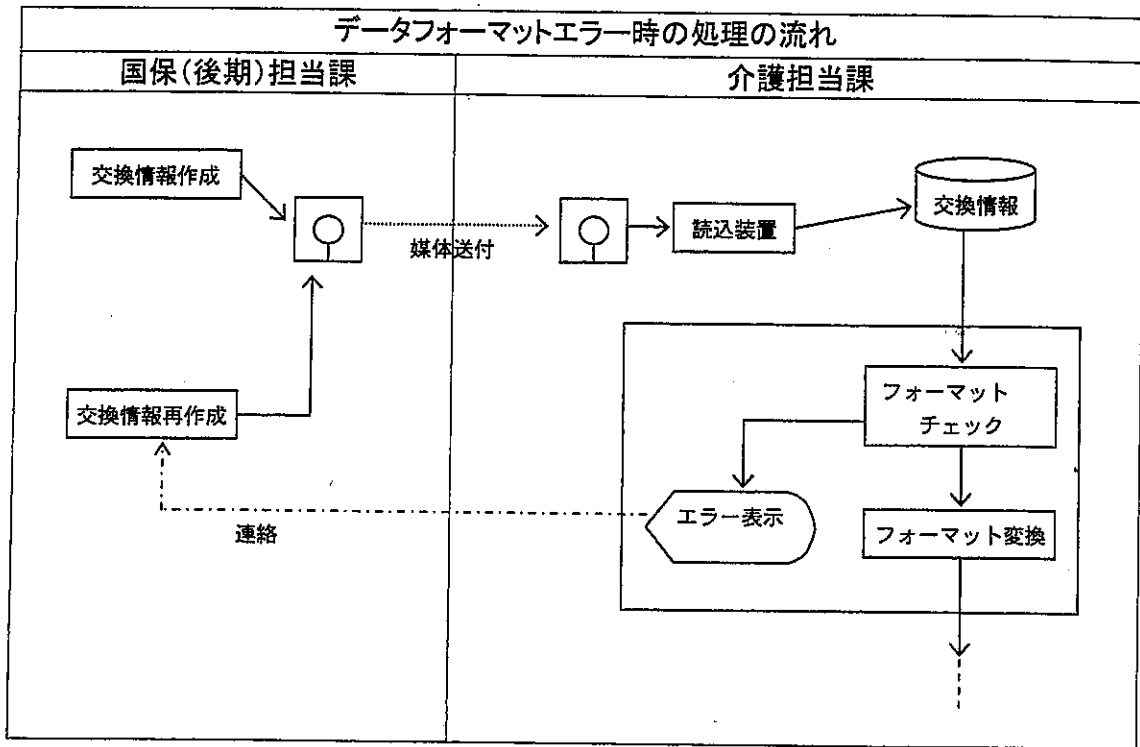 データフォーマットエラー時の処理の流れ
国保(後期)担当課
介護担当課
交換情報作成
媒体送付
読込装置
交換情報
フォーマット
チェック
交換情報再作成
エラー表示
連絡
フォーマット変換